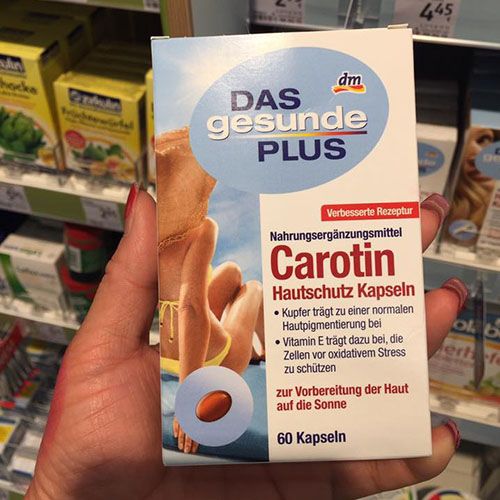 dm
DAS
gesunde
PLUS
Verbesserte Rezeptur
Nahrungsergänzungsmittel
Carotin
Hautschutz Kapseln
• Kupfer trägt zu einer normalen
Hautpigmentierung bei
• Vitamin E trägt dazu bei, die
Zellen vor oxidativem Stress
zu schützen
zur Vorbereitung der Haut
auf die Sonne
60 Kapseln
4.45
Früchtewürfel